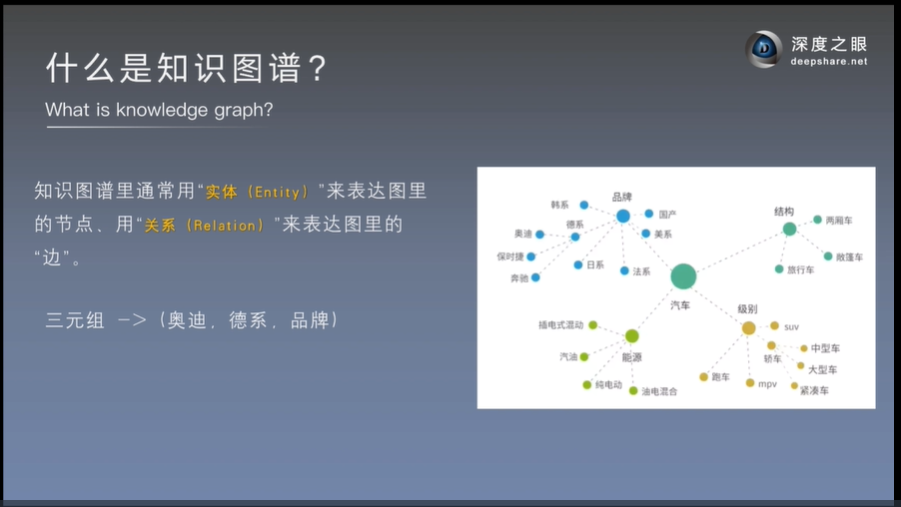 什么是知识图谱？
What is knowledge graph?
深度之眼
deepshare.net
知识图谱里通常用“实体（Entity）”来表达图里
的节点、用“关系（Relation）”来表达图里的
“边”。
三元组 —>（奥迪，德系，品牌）
品牌
韩系
国产
德系
美系
奥迪
保时捷
日系
法系
奔驰
结构
两厢车
敞篷车
旅行车
汽车
级别
suv
中型车
轿车
大型车
跑车
mpv
紧凑车
插电式混动
能源
汽油
纯电动
油电混合